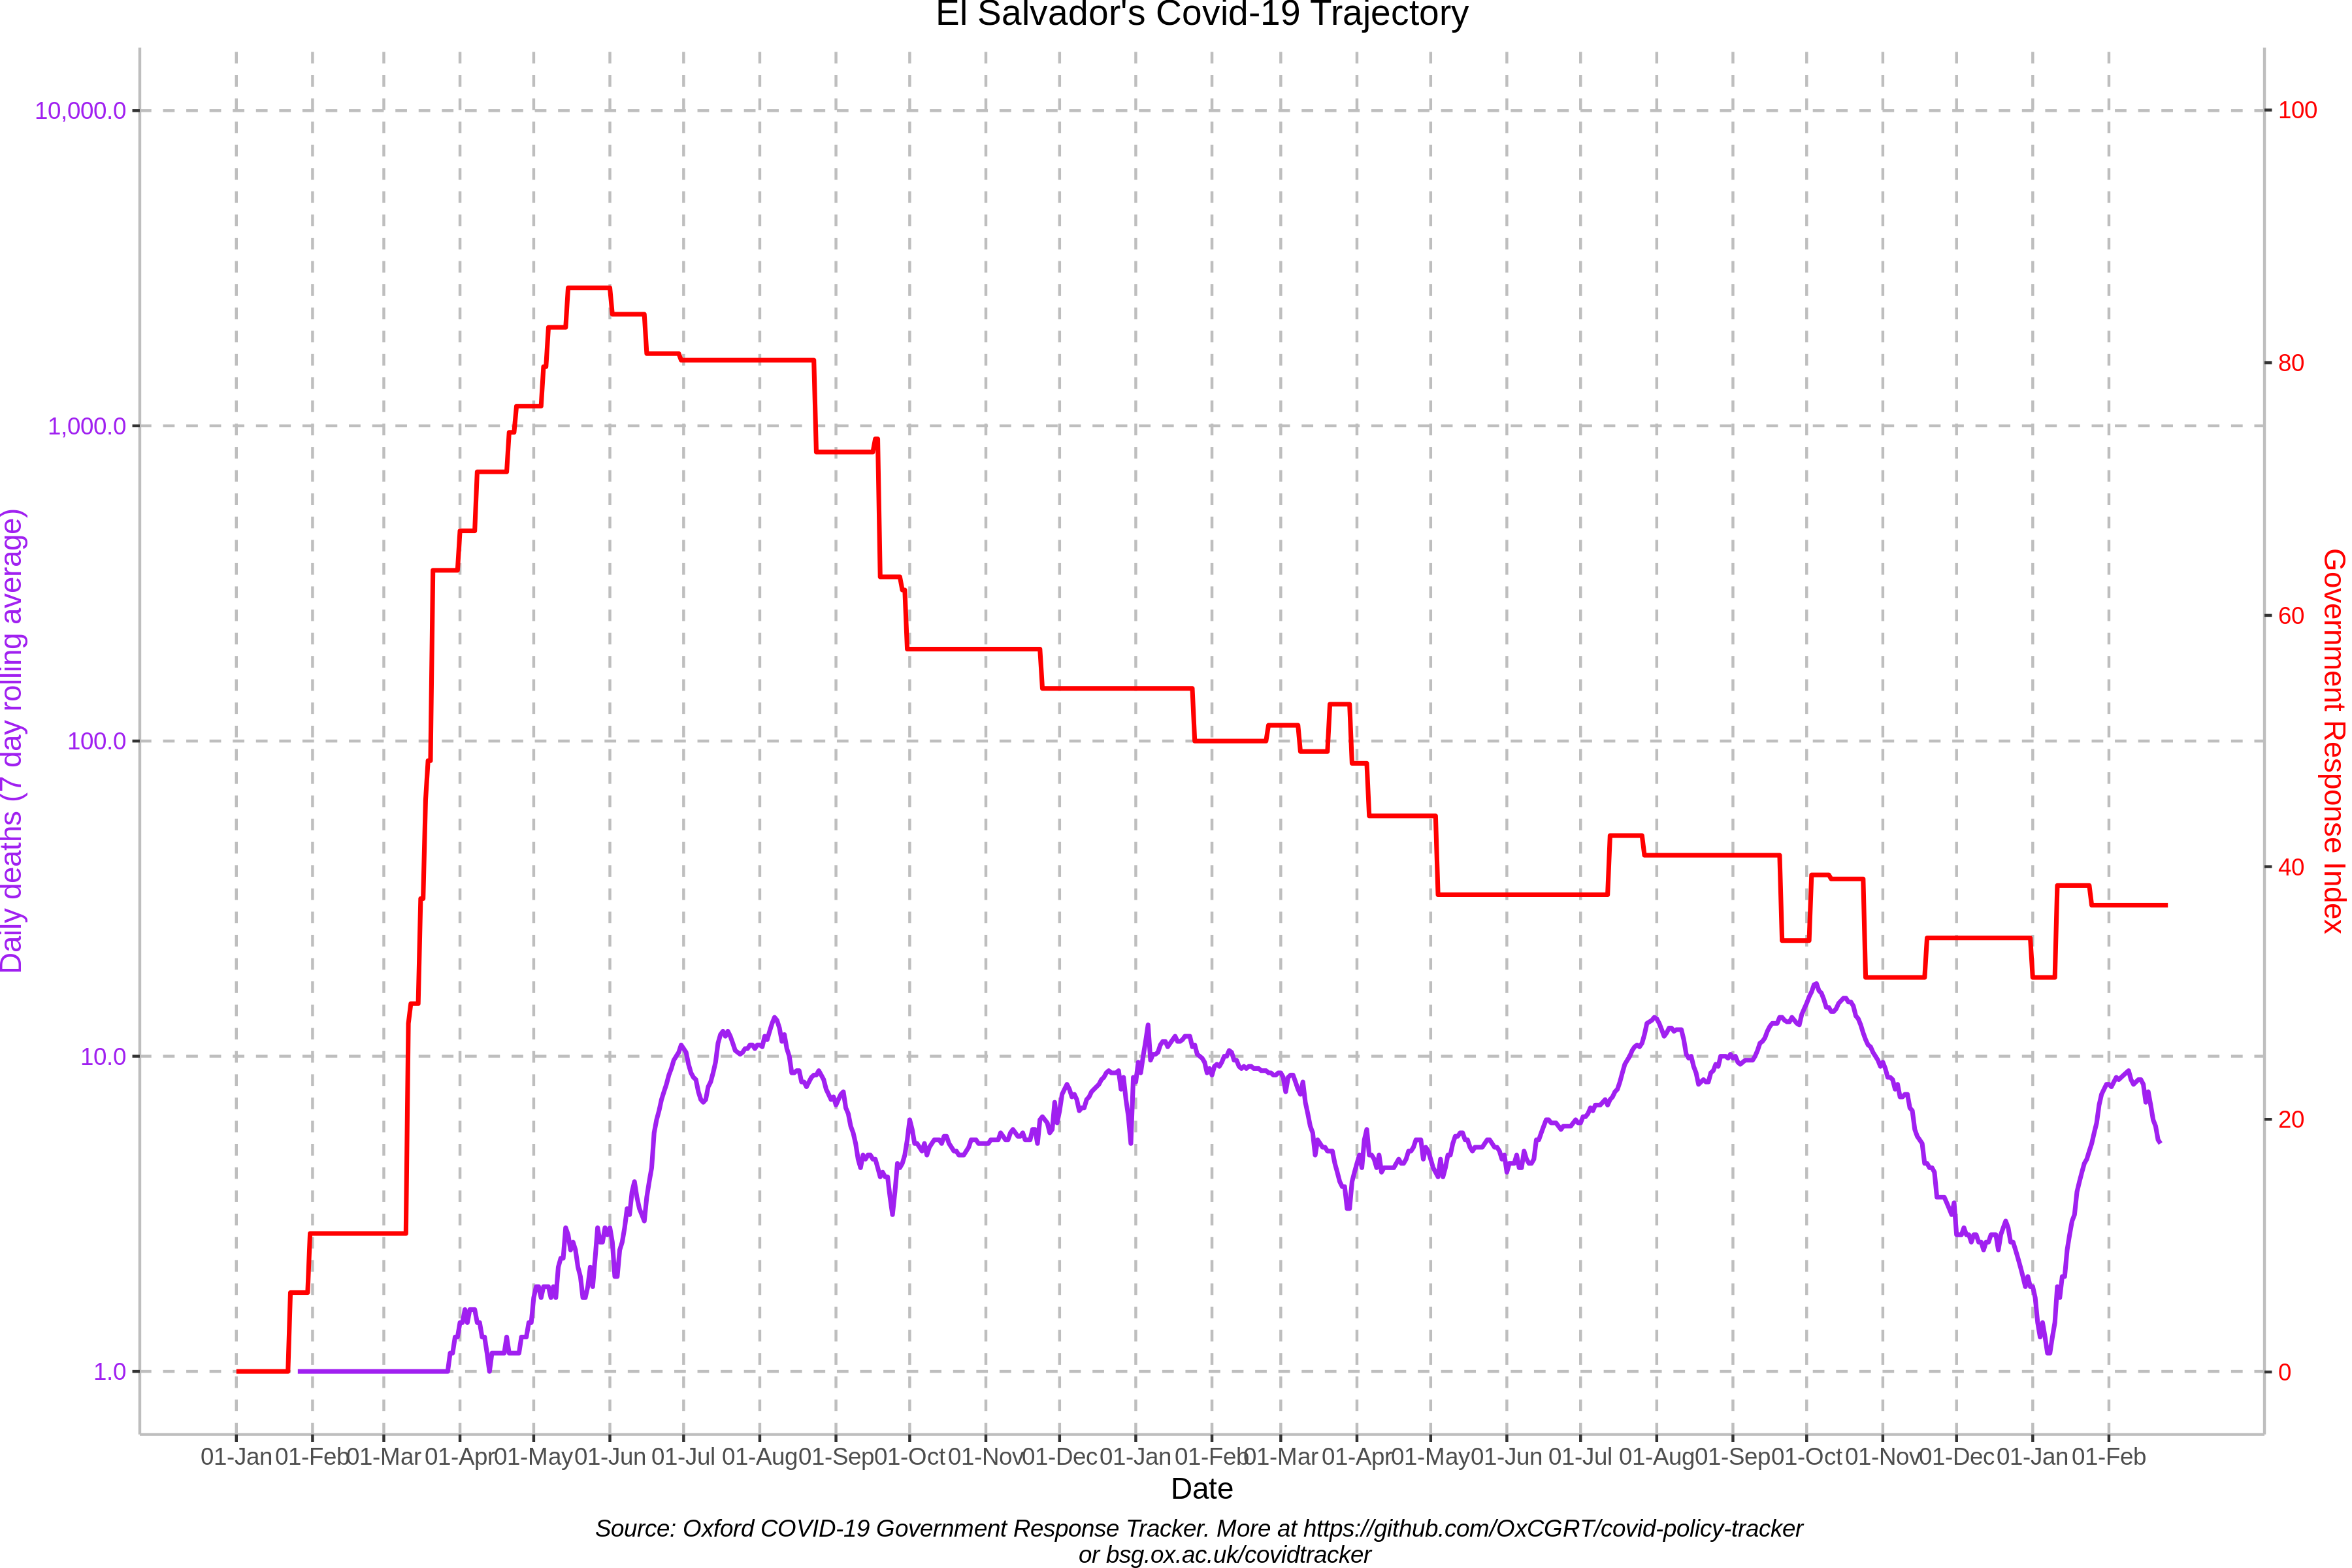 El Salvador's Covid-19 Trajectory
10,000.0
1,000.0
100.0
10.0
1.0
Daily deaths (7 day rolling average)
100
80
60
40
20
0
Government Response Index
01-Jan 01-Feb 01-Mar 01-Apr 01-May 01-Jun 01-Jul 01-Aug 01-Sep 01-Oct 01-Nov 01-Dec 01-Jan 01-Feb 01-Mar 01-Apr 01-May 01-Jun 01-Jul 01-Aug 01-Sep 01-Oct 01-Nov 01-Dec 01-Jan 01-Feb
Date
Source: Oxford COVID-19 Government Response Tracker. More at https://github.com/OxCGRT/covid-policy-tracker
or bsg.ox.ac.uk/covidtracker